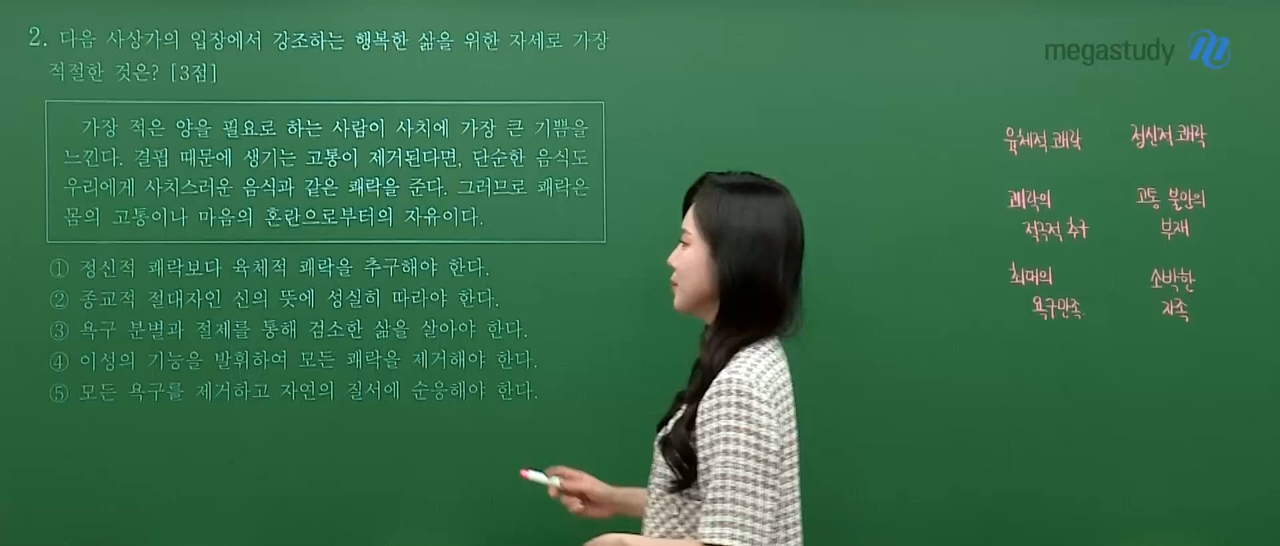 2. 다음 사상가의 입장에서 강조하는 행복한 삶을 위한 자세로 가장
적절한 것은? [3점]
가장 적은 양을 필요로 하는 사람이 사치에 가장 큰 기쁨을
느낀다. 결핍 때문에 생기는 고통이 제거된다면, 단순한 음식도
우리에게 사치스러운 음식과 같은 쾌락을 준다. 그러므로 쾌락은
몸의 고통이나 마음의 혼란으로부터의 자유이다.
① 정신적 쾌락보다 육체적 쾌락을 추구해야 한다.
② 종교적 절대자인 신의 뜻에 성실히 따라야 한다.
③ 욕구 분별과 절제를 통해 검소한 삶을 살아야 한다.
④ 이성의 기능을 발휘하여 모든 쾌락을 제거해야 한다.
⑤ 모든 욕구를 제거하고 자연의 질서에 순응해야 한다.
megastudy
육체적 쾌락 정신적 쾌락
쾌락의 고통 불안의
적극적 추구 부재
최대의 소박한
욕구만족 자족